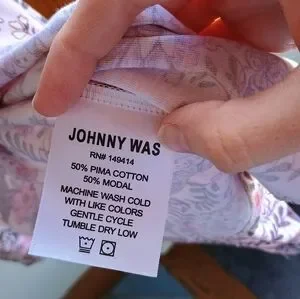 JOHNNY WAS
RN# 149414
50% PIMA COTTON
50% MODAL
MACHINE WASH COLD
WITH LIKE COLORS
GENTLE CYCLE
TUMBLE DRY LOW